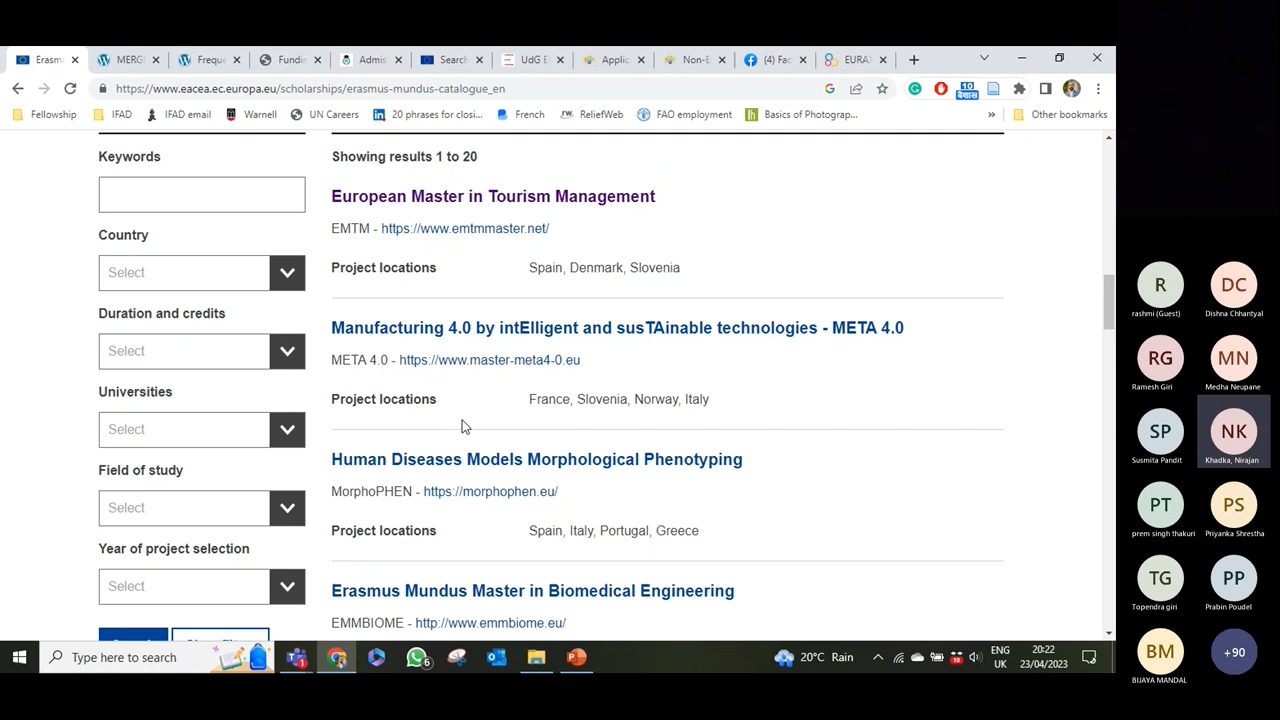 Erasm
MERGI
Freque
Fundin
Admis
Search
UdG E
Applic
Non-E
(4) Fac
EURA
https://www.eacea.ec.europa.eu/scholarships/erasmus-mundus-catalogue_en
Fellowship
IFAD
IFAD email
Warnell
UN Careers
20 phrases for closi...
French
ReliefWeb
FAO employment
Basics of Photograp...
»
Other bookmarks
Keywords
Country
Select
Duration and credits
Select
Universities
Select
Field of study
Select
Year of project selection
Select
Showing results 1 to 20
European Master in Tourism Management
EMTM - https://www.emtmmaster.net/
Project locations Spain, Denmark, Slovenia
Manufacturing 4.0 by intElligent and susTAinable technologies - META 4.0
META 4.0 - https://www.master-meta4-0.eu
Project locations France, Slovenia, Norway, Italy
Human Diseases Models Morphological Phenotyping
MorphoPHEN - https://morphophen.eu/
Project locations Spain, Italy, Portugal, Greece
Erasmus Mundus Master in Biomedical Engineering
EMMBIOME - http://www.emmbiome.eu/
R
rashmi (Guest)
DC
Dishna Chhantyal
RG
Ramesh Giri
MN
Medha Neupane
SP
Susmita Pandit
NK
Khadka, Nirajan
PT
prem singh thakuri
PS
Priyanka Shrestha
TG
Topendra giri
PP
Prabin Poudel
BM
BIJAYA MANDAL
+90
Type here to search
20°C Rain
ENG
UK
20:22
23/04/2023